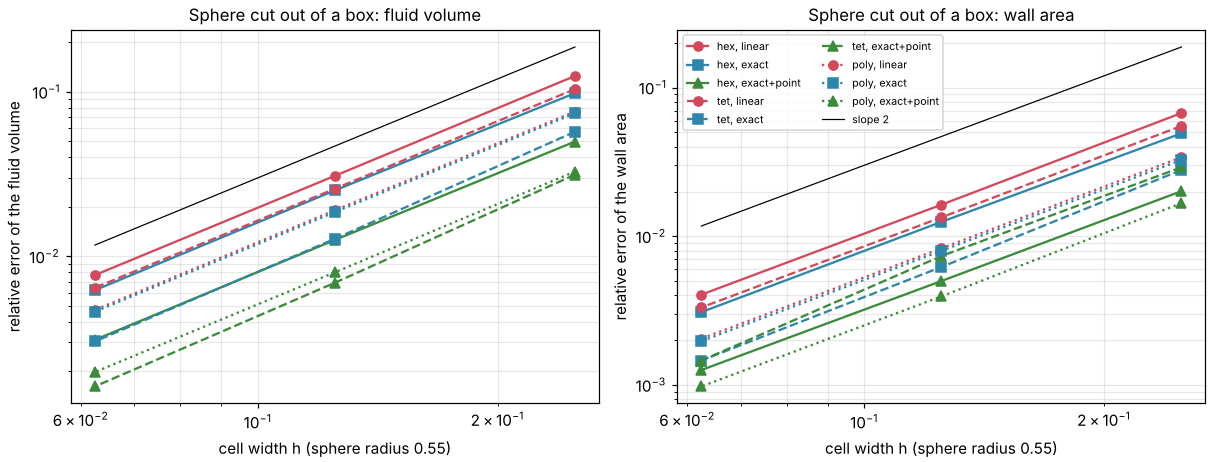 Sphere cut out of a box: fluid volume
relative error of the fluid volume
10⁻¹
10⁻²
6 × 10⁻²
10⁻¹
2 × 10⁻¹
cell width h (sphere radius 0.55)
Sphere cut out of a box: wall area
relative error of the wall area
10⁻¹
10⁻²
10⁻³
hex, linear
hex, exact
hex, exact+point
tet, linear
tet, exact
tet, exact+point
poly, linear
poly, exact
poly, exact+point
slope 2
6 × 10⁻²
10⁻¹
2 × 10⁻¹
cell width h (sphere radius 0.55)